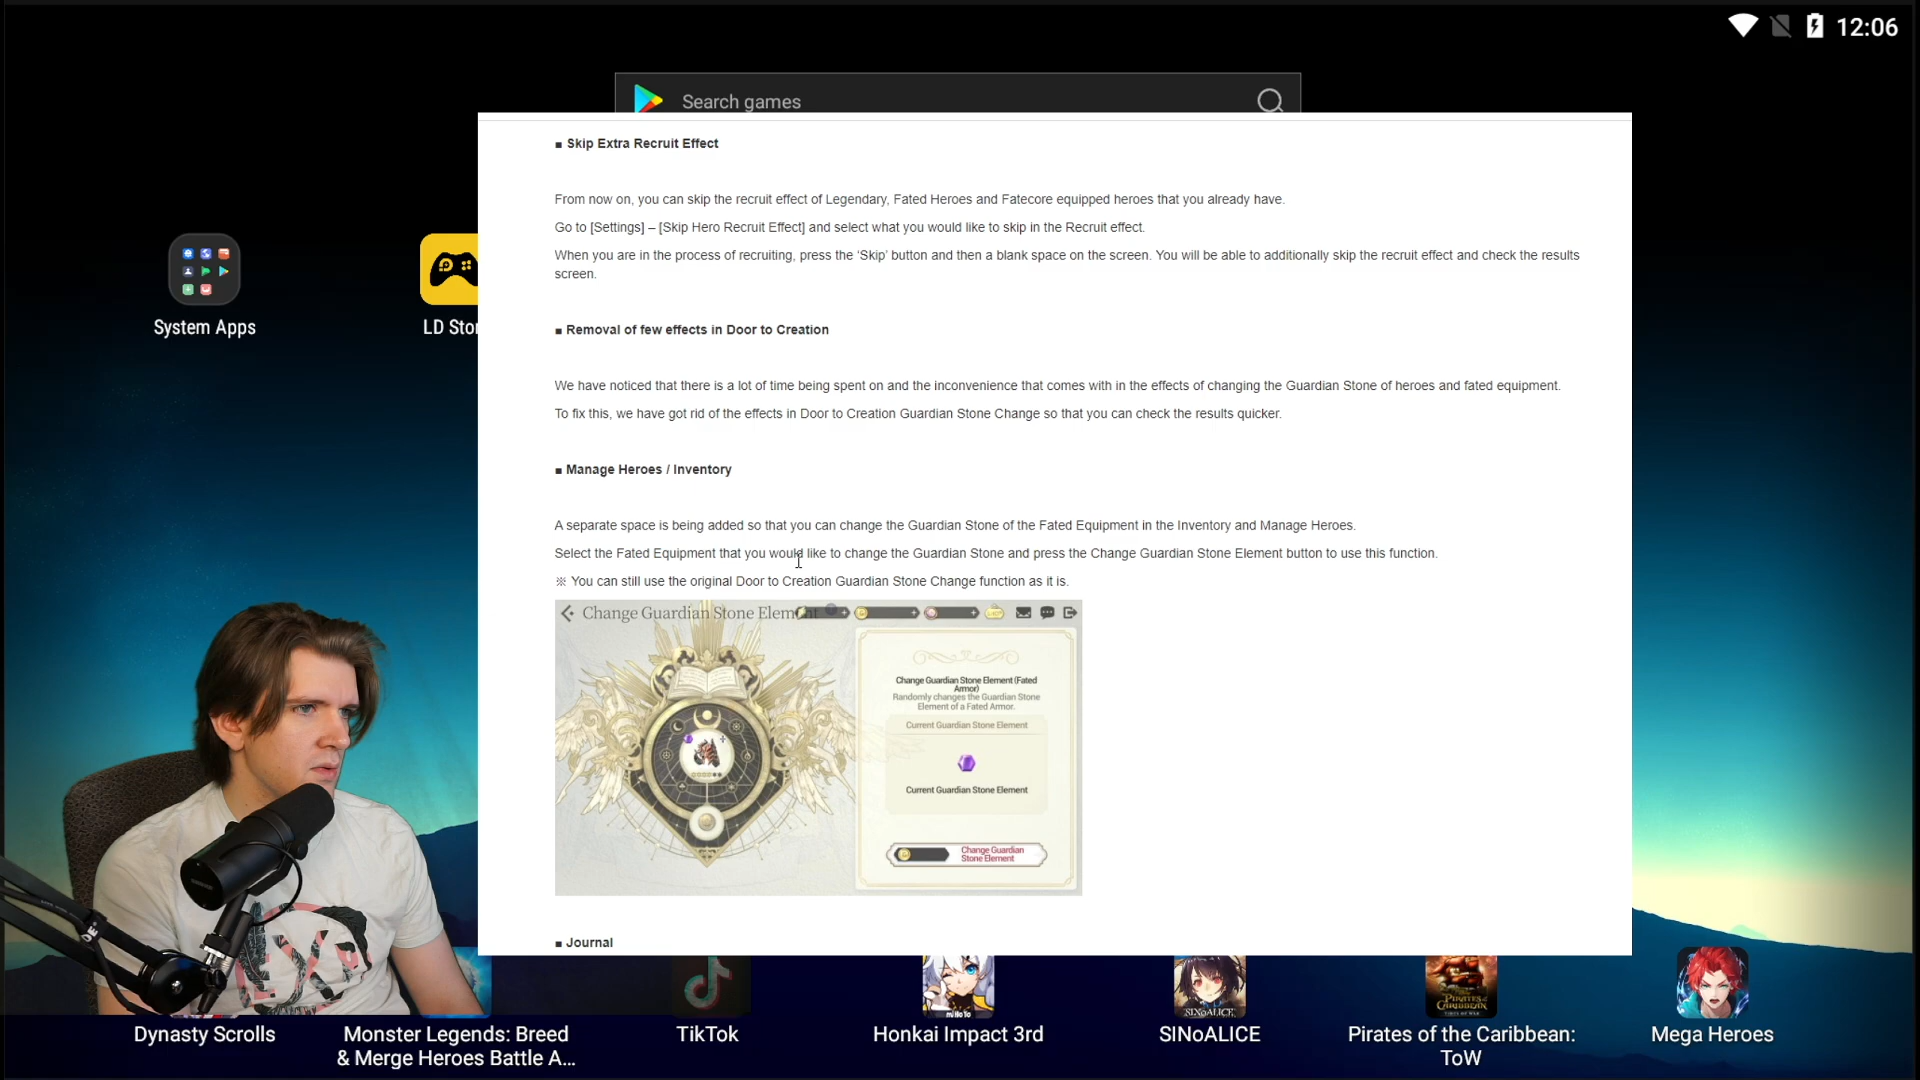 12:06
Search games
■ Skip Extra Recruit Effect
From now on, you can skip the recruit effect of Legendary, Fated Heroes and Fatecore equipped heroes that you already have.
Go to [Settings] – [Skip Hero Recruit Effect] and select what you would like to skip in the Recruit effect.
When you are in the process of recruiting, press the ‘Skip’ button and then a blank space on the screen. You will be able to additionally skip the recruit effect and check the results
screen.
System Apps
LD Stor
■ Removal of few effects in Door to Creation
We have noticed that there is a lot of time being spent on and the inconvenience that comes with in the effects of changing the Guardian Stone of heroes and fated equipment.
To fix this, we have got rid of the effects in Door to Creation Guardian Stone Change so that you can check the results quicker.
■ Manage Heroes / Inventory
A separate space is being added so that you can change the Guardian Stone of the Fated Equipment in the Inventory and Manage Heroes.
Select the Fated Equipment that you would like to change the Guardian Stone and press the Change Guardian Stone Element button to use this function.
※ You can still use the original Door to Creation Guardian Stone Change function as it is.
Change Guardian Stone Element
Change Guardian Stone Element (Fated
Armor)
Randomly changes the Guardian Stone
Element of a Fated Armor.
Current Guardian Stone Element
Current Guardian Stone Element
Change Guardian
Stone Element
■ Journal
Dynasty Scrolls
Monster Legends: Breed
& Merge Heroes Battle A...
TikTok
Honkai Impact 3rd
SINoALICE
Pirates of the Caribbean:
ToW
Mega Heroes